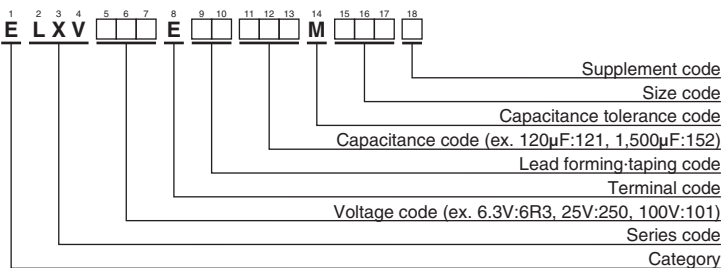 1 2 3 4 5 6 7 8 9 10 11 12 13 14 15 16 17 18
E L X V □□□ E □□ □□□ M □□□ □
Supplement code
Size code
Capacitance tolerance code
Capacitance code (ex. 120μF:121, 1,500μF:152)
Lead forming·taping code
Terminal code
Voltage code (ex. 6.3V:6R3, 25V:250, 100V:101)
Series code
Category